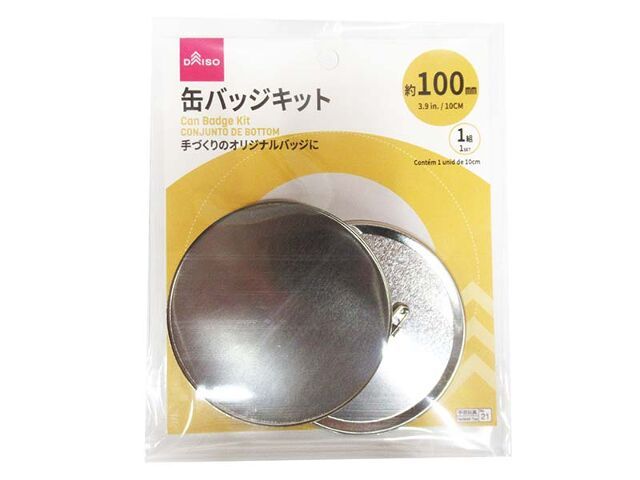 DAISO
缶バッジキット
Can Badge Kit
CONJUNTO DE BOTTOM
手づくりのオリジナルバッジに
約100mm
3.9 in. / 10CM
1組
1SET
Contém 1 unid de 10cm
21